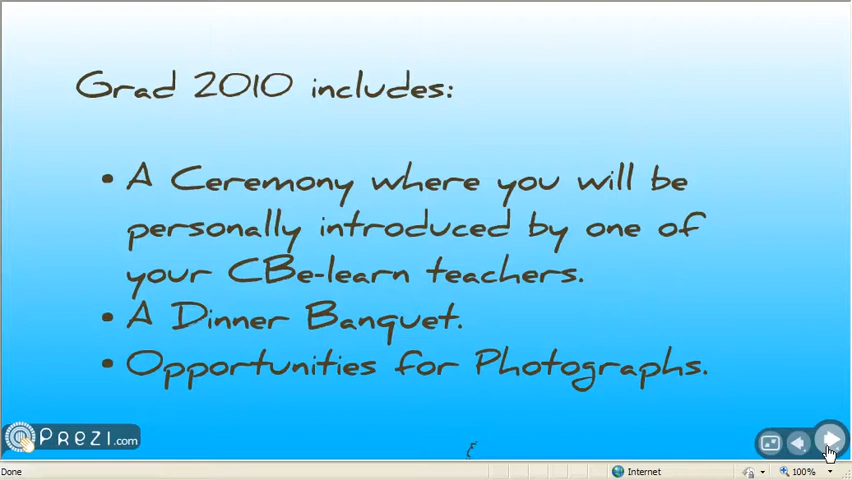 Grad 2010 includes:
• A Ceremony where you will be
personally introduced by one of
your CBe-learn teachers.
• A Dinner Banquet.
• Opportunities for Photographs.
PREZI.com
Done
Internet
100%